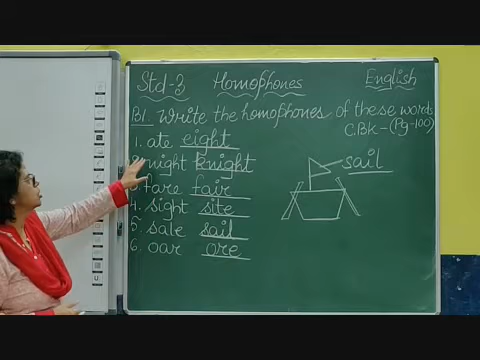 Std-3 Homophones English
B1. Write the homophones of these words
C.Bk-(Pg-100)
1. ate eight
night knight
fare fair
4. sight site
5. sale sail
6. oar ore
sail